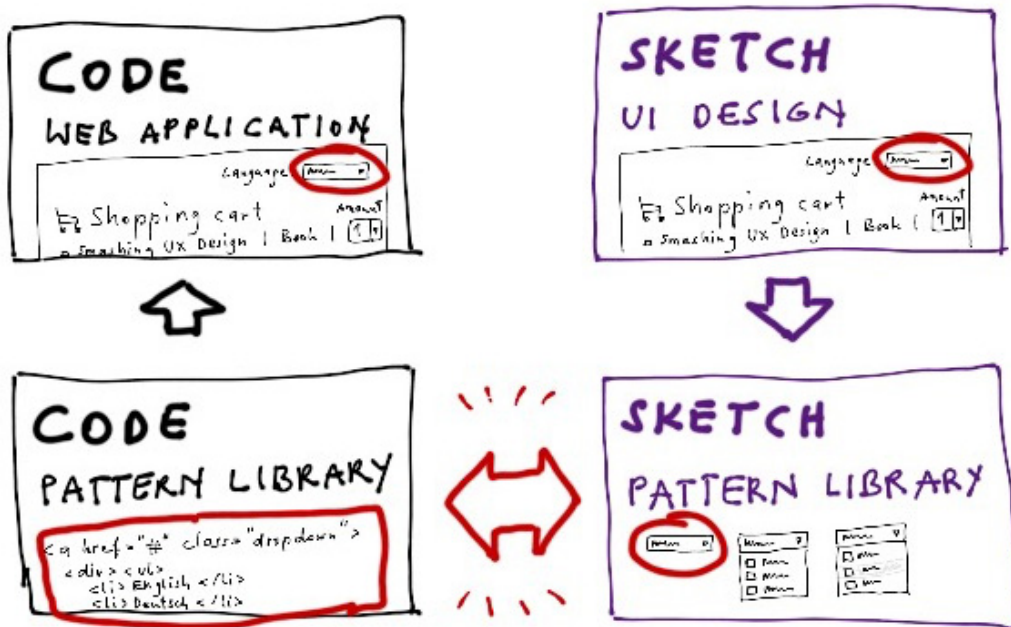 CODE
WEB APPLICATION
Language
Shopping cart
Amount
Smashing UX Design | Book | 1
SKETCH
UI DESIGN
Language
Shopping cart
Amount
Smashing UX Design | Book | 1
CODE
PATTERN LIBRARY
<a href="#" class="dropdown">
<div> <ul>
<li> English </li>
<li> Deutsch </li>
SKETCH
PATTERN LIBRARY